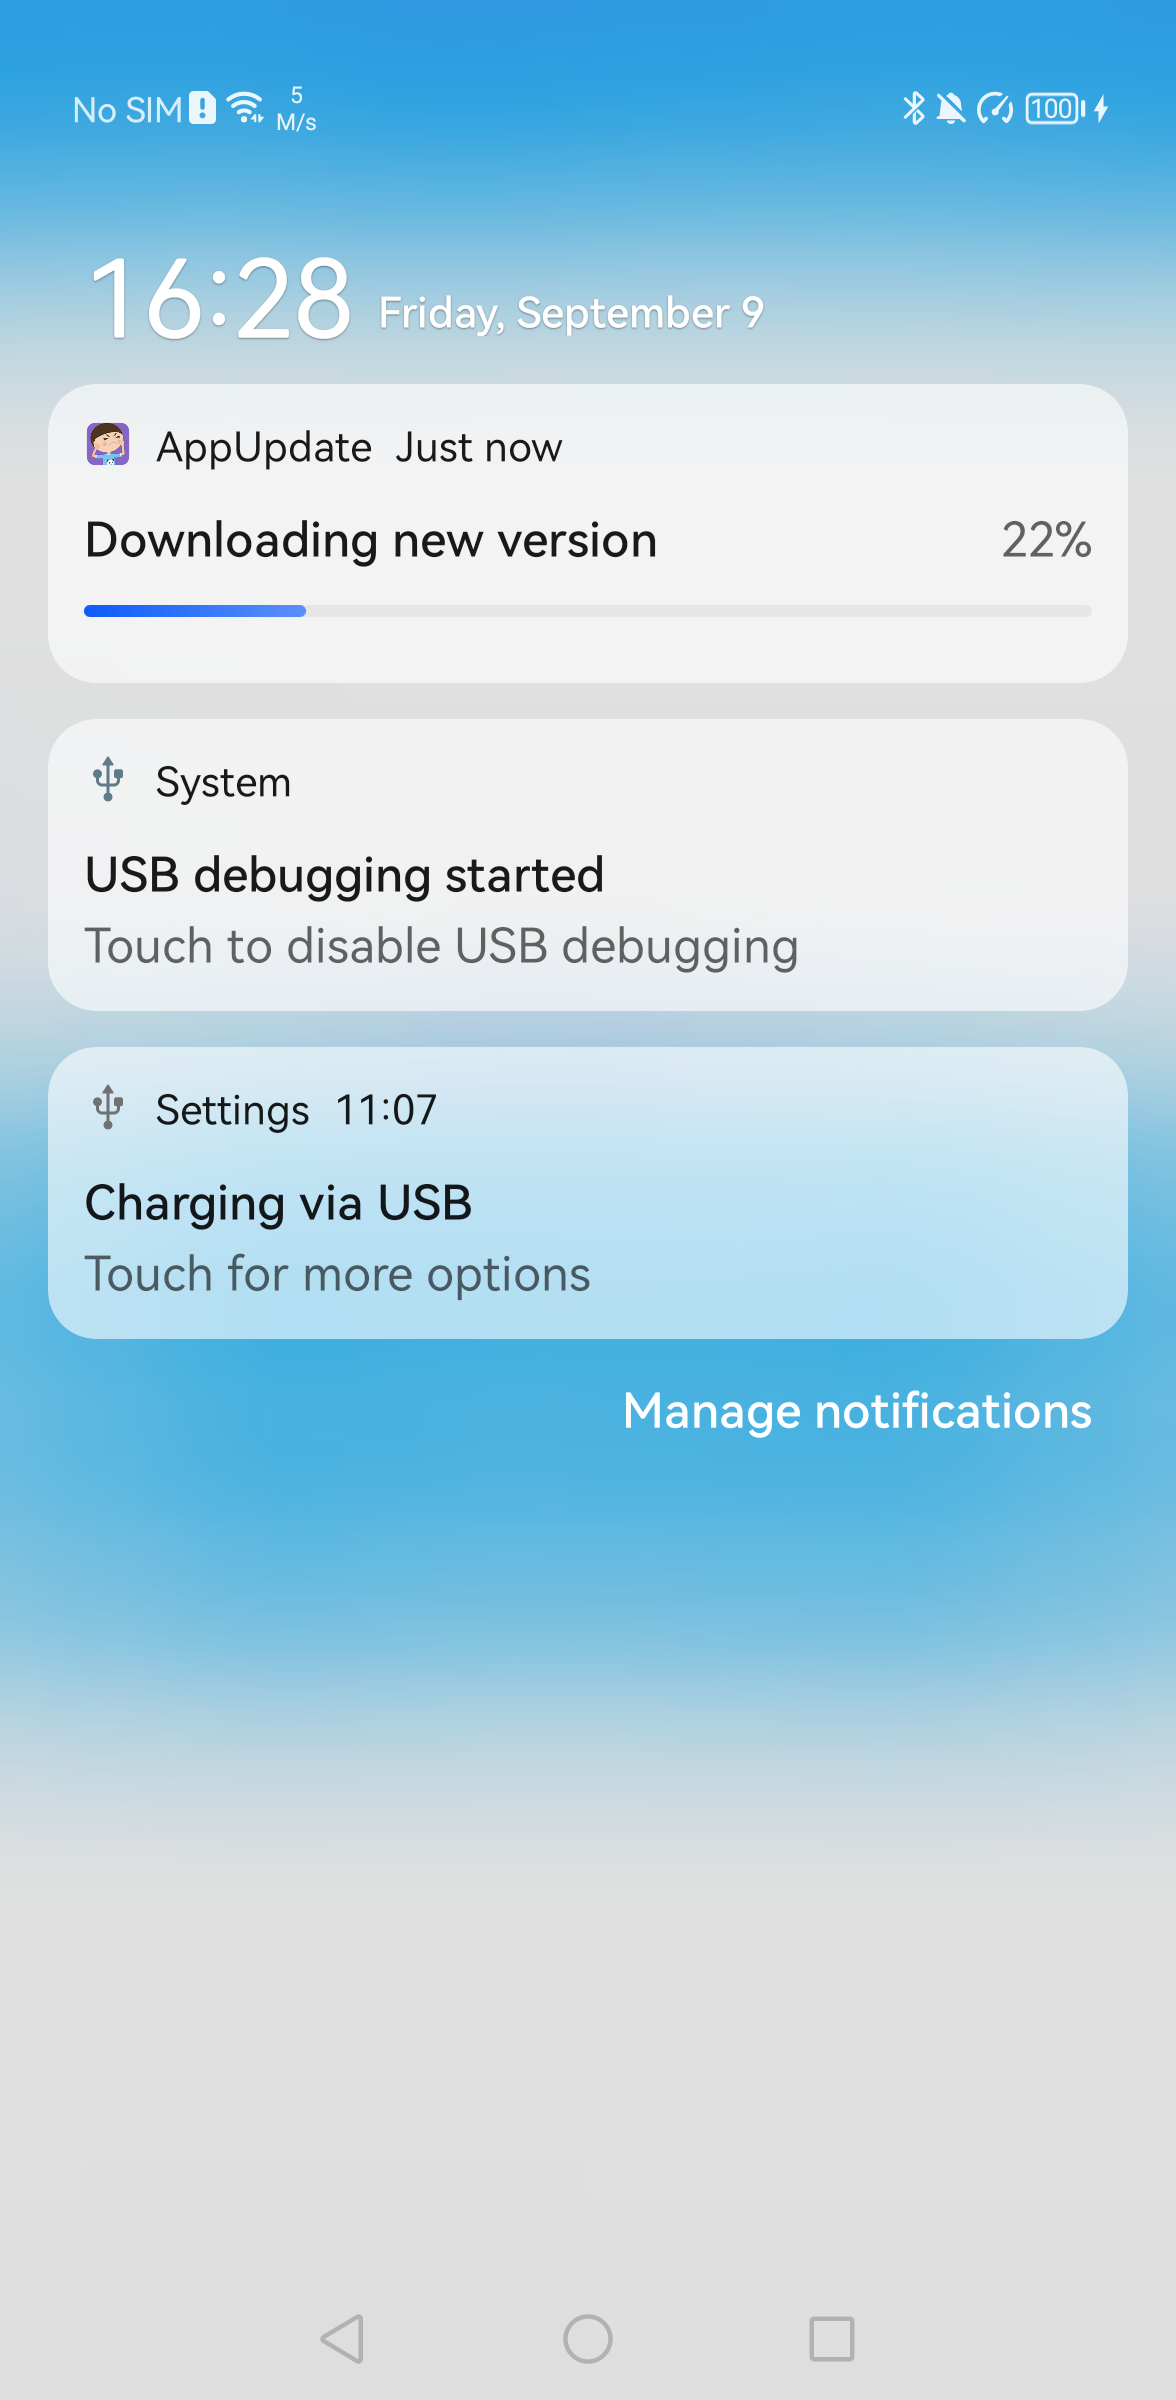 No SIM
5
M/s
100
16:28 Friday, September 9
AppUpdate Just now
Downloading new version 22%
System
USB debugging started
Touch to disable USB debugging
Settings 11:07
Charging via USB
Touch for more options
Manage notifications